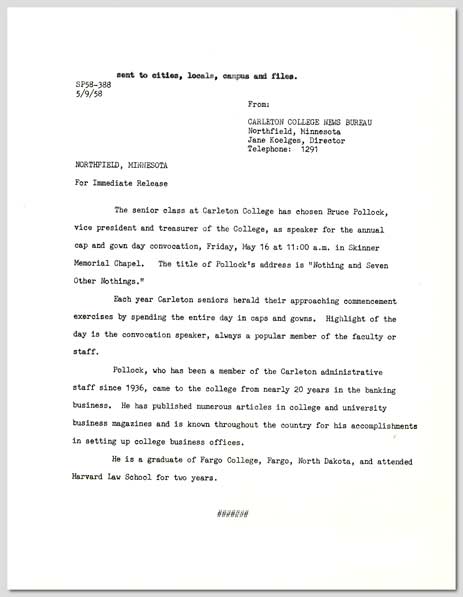 sent to cities, locals, campus and files.
SP58-388
5/9/58
From:
CARLETON COLLEGE NEWS BUREAU
Northfield, Minnesota
Jane Koelges, Director
Telephone: 1291
NORTHFIELD, MINNESOTA
For Immediate Release
The senior class at Carleton College has chosen Bruce Pollock,
vice president and treasurer of the College, as speaker for the annual
cap and gown day convocation, Friday, May 16 at 11:00 a.m. in Skinner
Memorial Chapel. The title of Pollock's address is "Nothing and Seven
Other Nothings."
Each year Carleton seniors herald their approaching commencement
exercises by spending the entire day in caps and gowns. Highlight of the
day is the convocation speaker, always a popular member of the faculty or
staff.
Pollock, who has been a member of the Carleton administrative
staff since 1936, came to the college from nearly 20 years in the banking
business. He has published numerous articles in college and university
business magazines and is known throughout the country for his accomplishments
in setting up college business offices.
He is a graduate of Fargo College, Fargo, North Dakota, and attended
Harvard Law School for two years.
#######